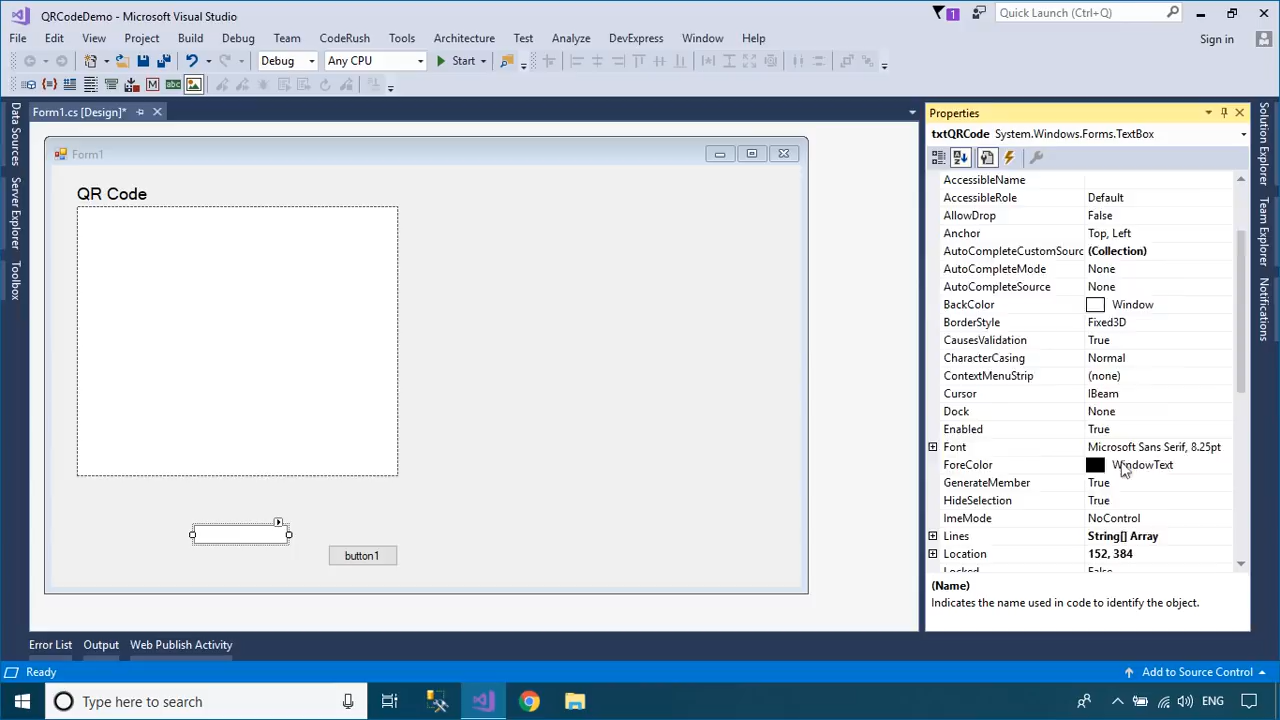 QRCodeDemo - Microsoft Visual Studio
1
Quick Launch (Ctrl+Q)
File Edit View Project Build Debug Team CodeRush Tools Architecture Test Analyze DevExpress Window Help
Sign in
Debug Any CPU Start
Form1.cs [Design]*
Properties
Data Sources
Server Explorer
Toolbox
Form1
QR Code
button1
txtQRCode System.Windows.Forms.TextBox
AccessibleName
AccessibleRole Default
AllowDrop False
Anchor Top, Left
AutoCompleteCustomSourc (Collection)
AutoCompleteMode None
AutoCompleteSource None
BackColor Window
BorderStyle Fixed3D
CausesValidation True
CharacterCasing Normal
ContextMenuStrip (none)
Cursor IBeam
Dock None
Enabled True
Font Microsoft Sans Serif, 8.25pt
ForeColor WindowText
GenerateMember True
HideSelection True
ImeMode NoControl
Lines String[] Array
Location 152, 384
Locked False
(Name)
Indicates the name used in code to identify the object.
Solution Explorer
Team Explorer
Notifications
Error List Output Web Publish Activity
Ready
Add to Source Control
Type here to search
ENG